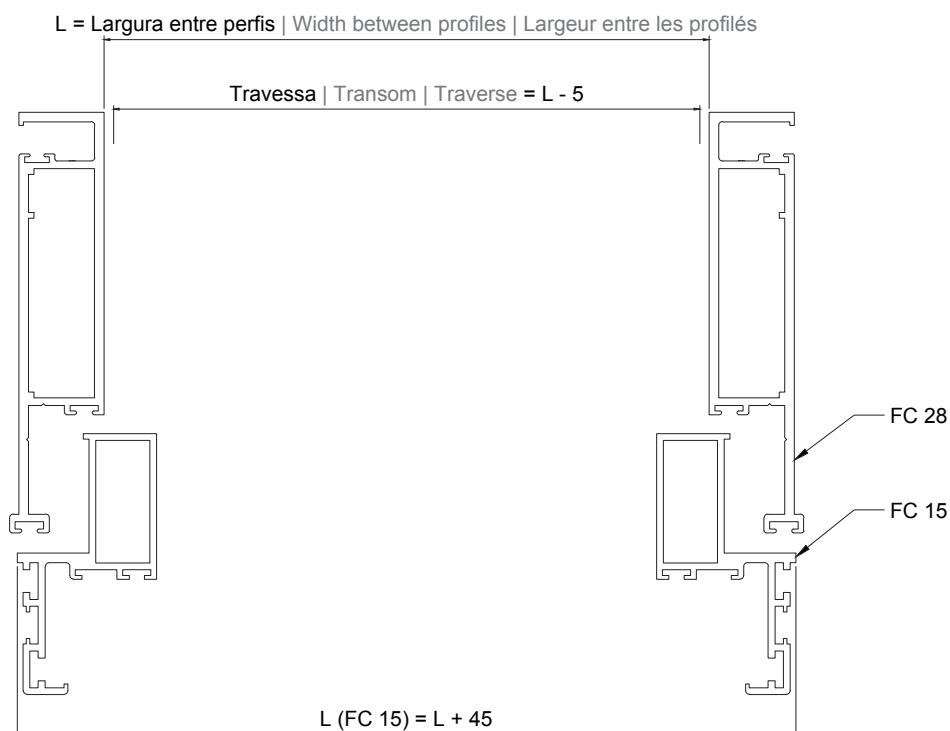 L = Largura entre perfis | Width between profiles | Largeur entre les profilés
Travessa | Transom | Traverse = L - 5
FC 28
FC 15
L (FC 15) = L + 45